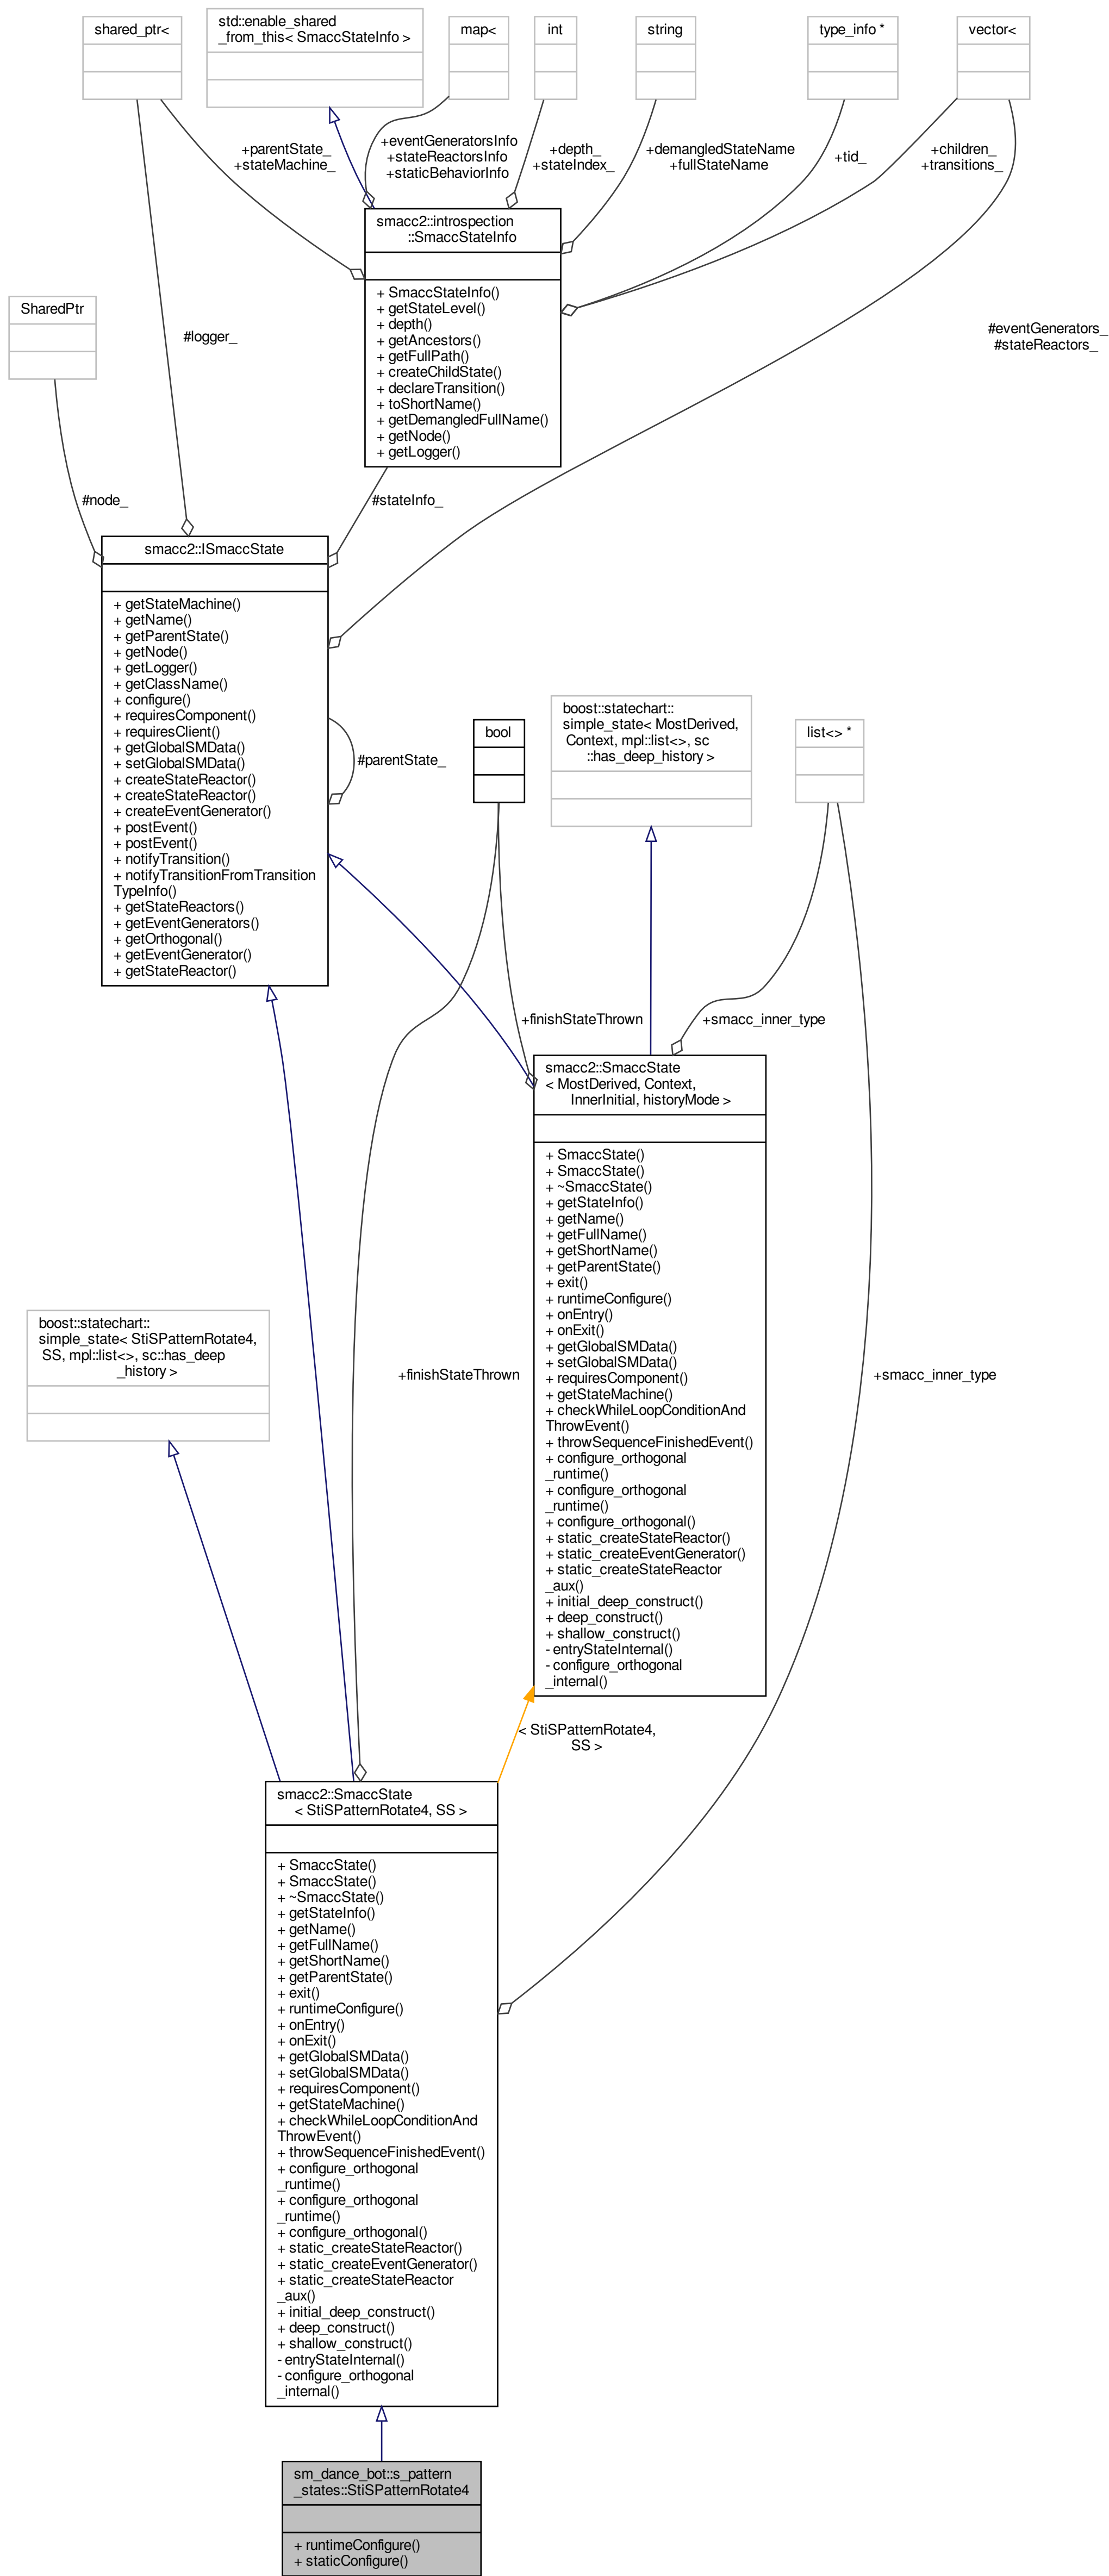 shared_ptr<
std::enable_shared
_from_this< SmaccStateInfo >
map<
int
string
type_info *
vector<
+parentState_
+stateMachine_
+eventGeneratorsInfo
+stateReactorsInfo
+staticBehaviorInfo
+depth_
+stateIndex_
+demangledStateName
+fullStateName
+tid_
+children_
+transitions_
smacc2::introspection
::SmaccStateInfo
+ SmaccStateInfo()
+ getStateLevel()
+ depth()
+ getAncestors()
+ getFullPath()
+ createChildState()
+ declareTransition()
+ toShortName()
+ getDemangledFullName()
+ getNode()
+ getLogger()
SharedPtr
#logger_
#eventGenerators_
#stateReactors_
#node_
#stateInfo_
smacc2::ISmaccState
+ getStateMachine()
+ getName()
+ getParentState()
+ getNode()
+ getLogger()
+ getClassName()
+ configure()
+ requiresComponent()
+ requiresClient()
+ getGlobalSMData()
+ setGlobalSMData()
+ createStateReactor()
+ createStateReactor()
+ createEventGenerator()
+ postEvent()
+ postEvent()
+ notifyTransition()
+ notifyTransitionFromTransition
TypeInfo()
+ getStateReactors()
+ getEventGenerators()
+ getOrthogonal()
+ getEventGenerator()
+ getStateReactor()
#parentState_
bool
boost::statechart::
simple_state< MostDerived,
Context, mpl::list<>, sc
::has_deep_history >
list<> *
+finishStateThrown
+smacc_inner_type
smacc2::SmaccState
< MostDerived, Context,
InnerInitial, historyMode >
+ SmaccState()
+ SmaccState()
+ ~SmaccState()
+ getStateInfo()
+ getName()
+ getFullName()
+ getShortName()
+ getParentState()
+ exit()
+ runtimeConfigure()
+ onEntry()
+ onExit()
+ getGlobalSMData()
+ setGlobalSMData()
+ requiresComponent()
+ getStateMachine()
+ checkWhileLoopConditionAnd
ThrowEvent()
+ throwSequenceFinishedEvent()
+ configure_orthogonal
_runtime()
+ configure_orthogonal
_runtime()
+ configure_orthogonal()
+ static_createStateReactor()
+ static_createEventGenerator()
+ static_createStateReactor
_aux()
+ initial_deep_construct()
+ deep_construct()
+ shallow_construct()
- entryStateInternal()
- configure_orthogonal
_internal()
boost::statechart::
simple_state< StiSPatternRotate4,
SS, mpl::list<>, sc::has_deep
_history >
+finishStateThrown
+smacc_inner_type
< StiSPatternRotate4,
SS >
smacc2::SmaccState
< StiSPatternRotate4, SS >
+ SmaccState()
+ SmaccState()
+ ~SmaccState()
+ getStateInfo()
+ getName()
+ getFullName()
+ getShortName()
+ getParentState()
+ exit()
+ runtimeConfigure()
+ onEntry()
+ onExit()
+ getGlobalSMData()
+ setGlobalSMData()
+ requiresComponent()
+ getStateMachine()
+ checkWhileLoopConditionAnd
ThrowEvent()
+ throwSequenceFinishedEvent()
+ configure_orthogonal
_runtime()
+ configure_orthogonal
_runtime()
+ configure_orthogonal()
+ static_createStateReactor()
+ static_createEventGenerator()
+ static_createStateReactor
_aux()
+ initial_deep_construct()
+ deep_construct()
+ shallow_construct()
- entryStateInternal()
- configure_orthogonal
_internal()
sm_dance_bot::s_pattern
_states::StiSPatternRotate4
+ runtimeConfigure()
+ staticConfigure()